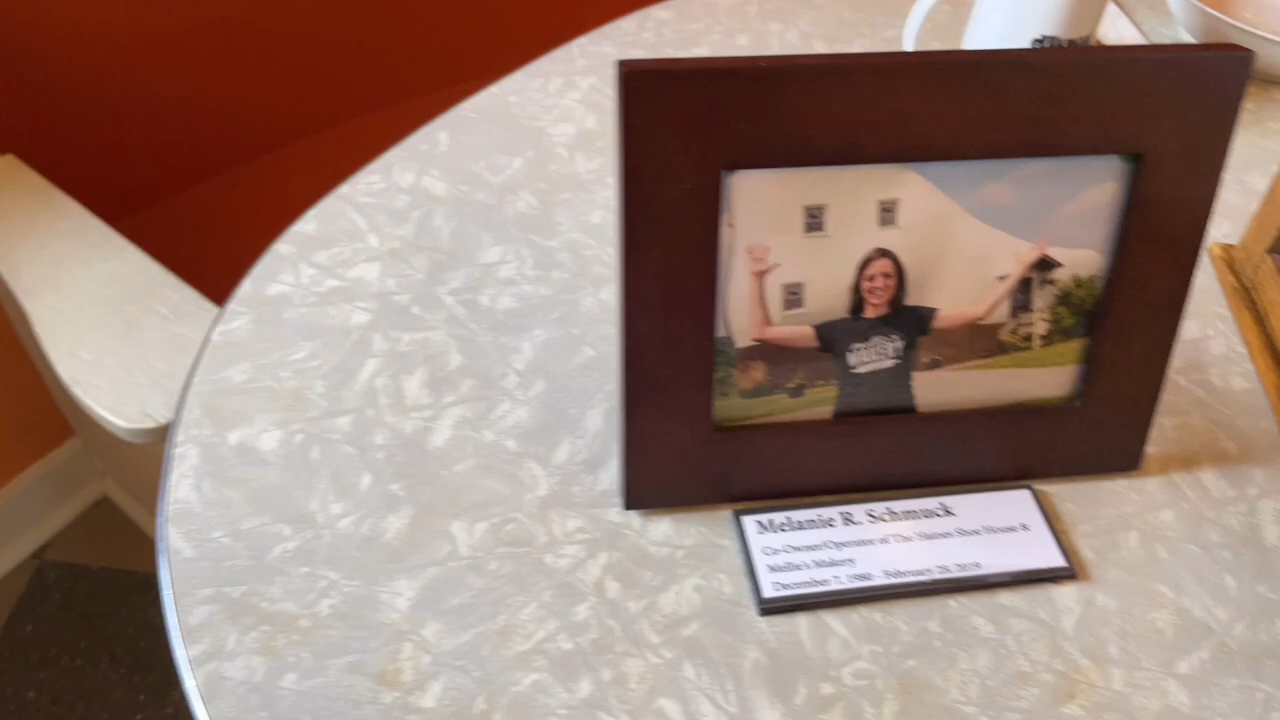 Melanie R. Schmuck
Co-Owner/Operator of The Haines Shoe House &
Mellie's Makery
December 7, 1980 - February 28, 2019